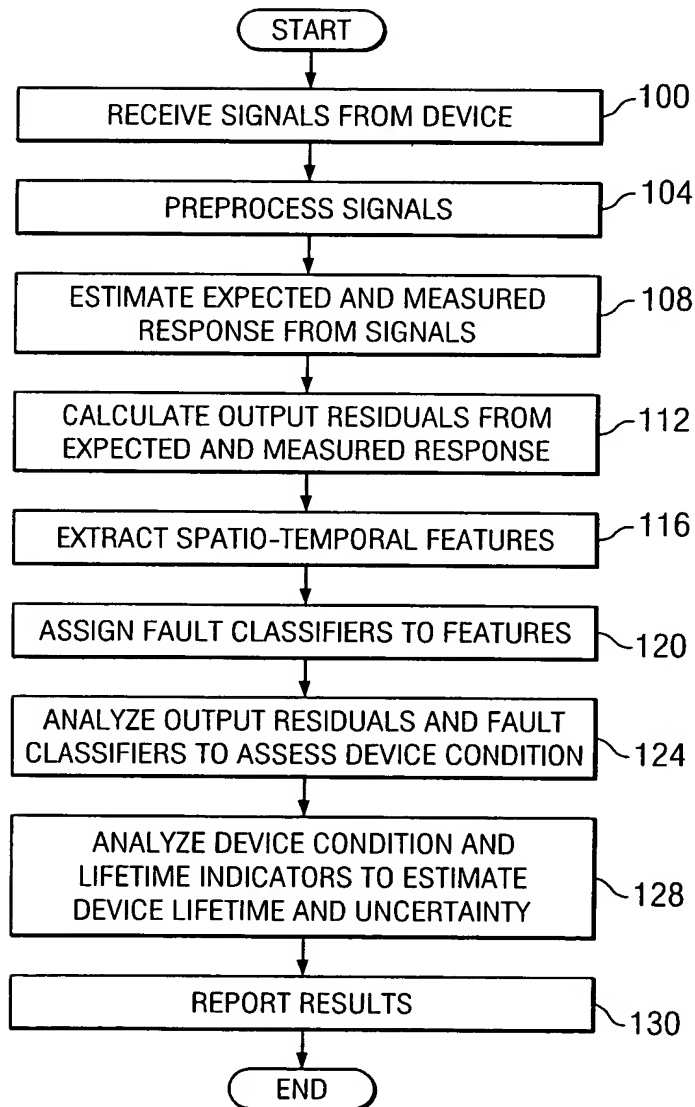 START
RECEIVE SIGNALS FROM DEVICE
100
PREPROCESS SIGNALS
104
ESTIMATE EXPECTED AND MEASURED
RESPONSE FROM SIGNALS
108
CALCULATE OUTPUT RESIDUALS FROM
EXPECTED AND MEASURED RESPONSE
112
EXTRACT SPATIO-TEMPORAL FEATURES
116
ASSIGN FAULT CLASSIFIERS TO FEATURES
120
ANALYZE OUTPUT RESIDUALS AND FAULT
CLASSIFIERS TO ASSESS DEVICE CONDITION
124
ANALYZE DEVICE CONDITION AND
LIFETIME INDICATORS TO ESTIMATE
DEVICE LIFETIME AND UNCERTAINTY
128
REPORT RESULTS
130
END